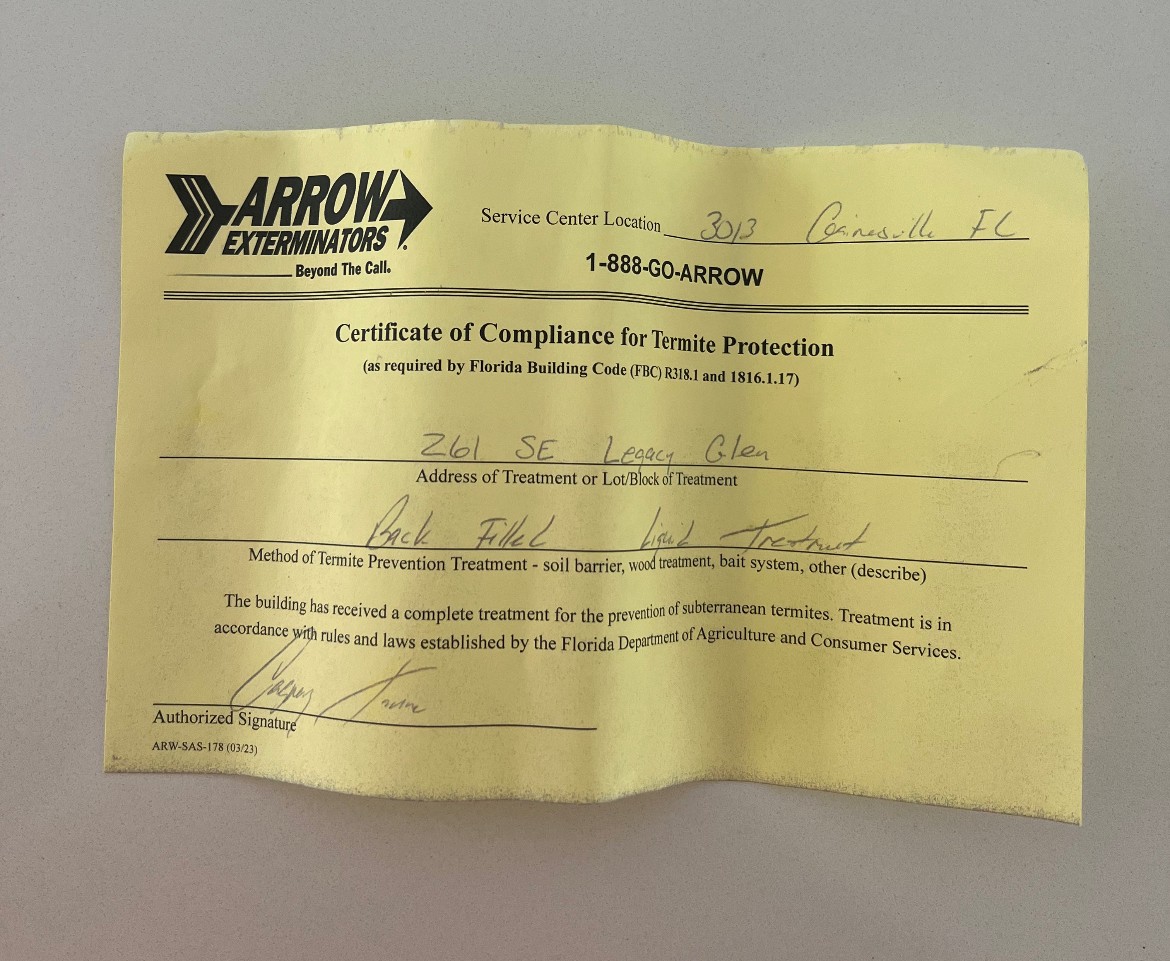 ARROW
EXTERMINATORS
Beyond The Call.
Service Center Location 3013 Gainesville FL
1-888-GO-ARROW
Certificate of Compliance for Termite Protection
(as required by Florida Building Code (FBC) R318.1 and 1816.1.17)
261 SE Legacy Glen
Address of Treatment or Lot/Block of Treatment
Back Filled Liquid Treatment
Method of Termite Prevention Treatment - soil barrier, wood treatment, bait system, other (describe)
The building has received a complete treatment for the prevention of subterranean termites. Treatment is in
accordance with rules and laws established by the Florida Department of Agriculture and Consumer Services.
Authorized Signature
ARW-SAS-178 (03/23)